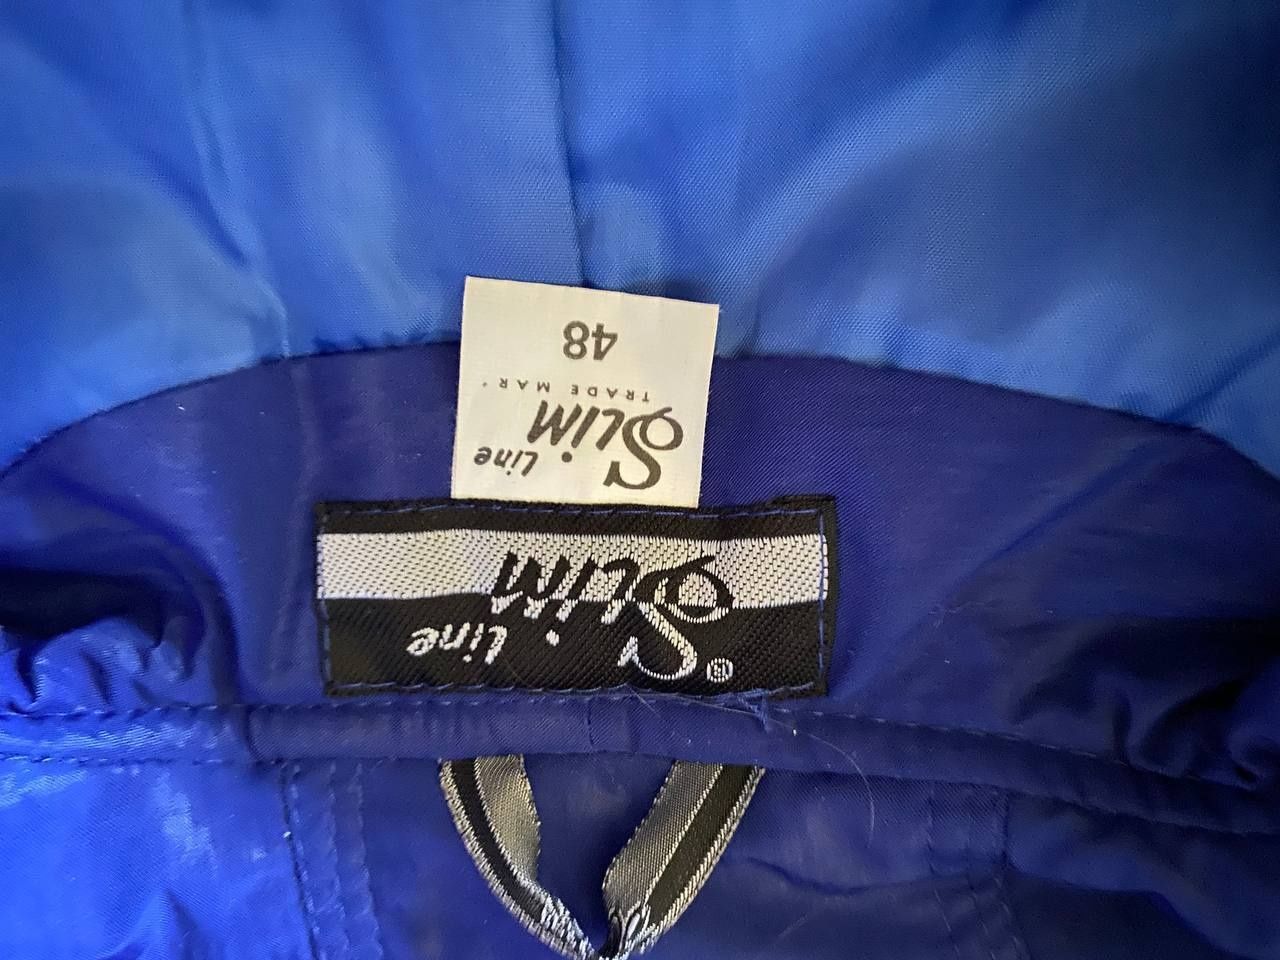 Slim
Line ®
Slim
Line
TRADE MAR
48